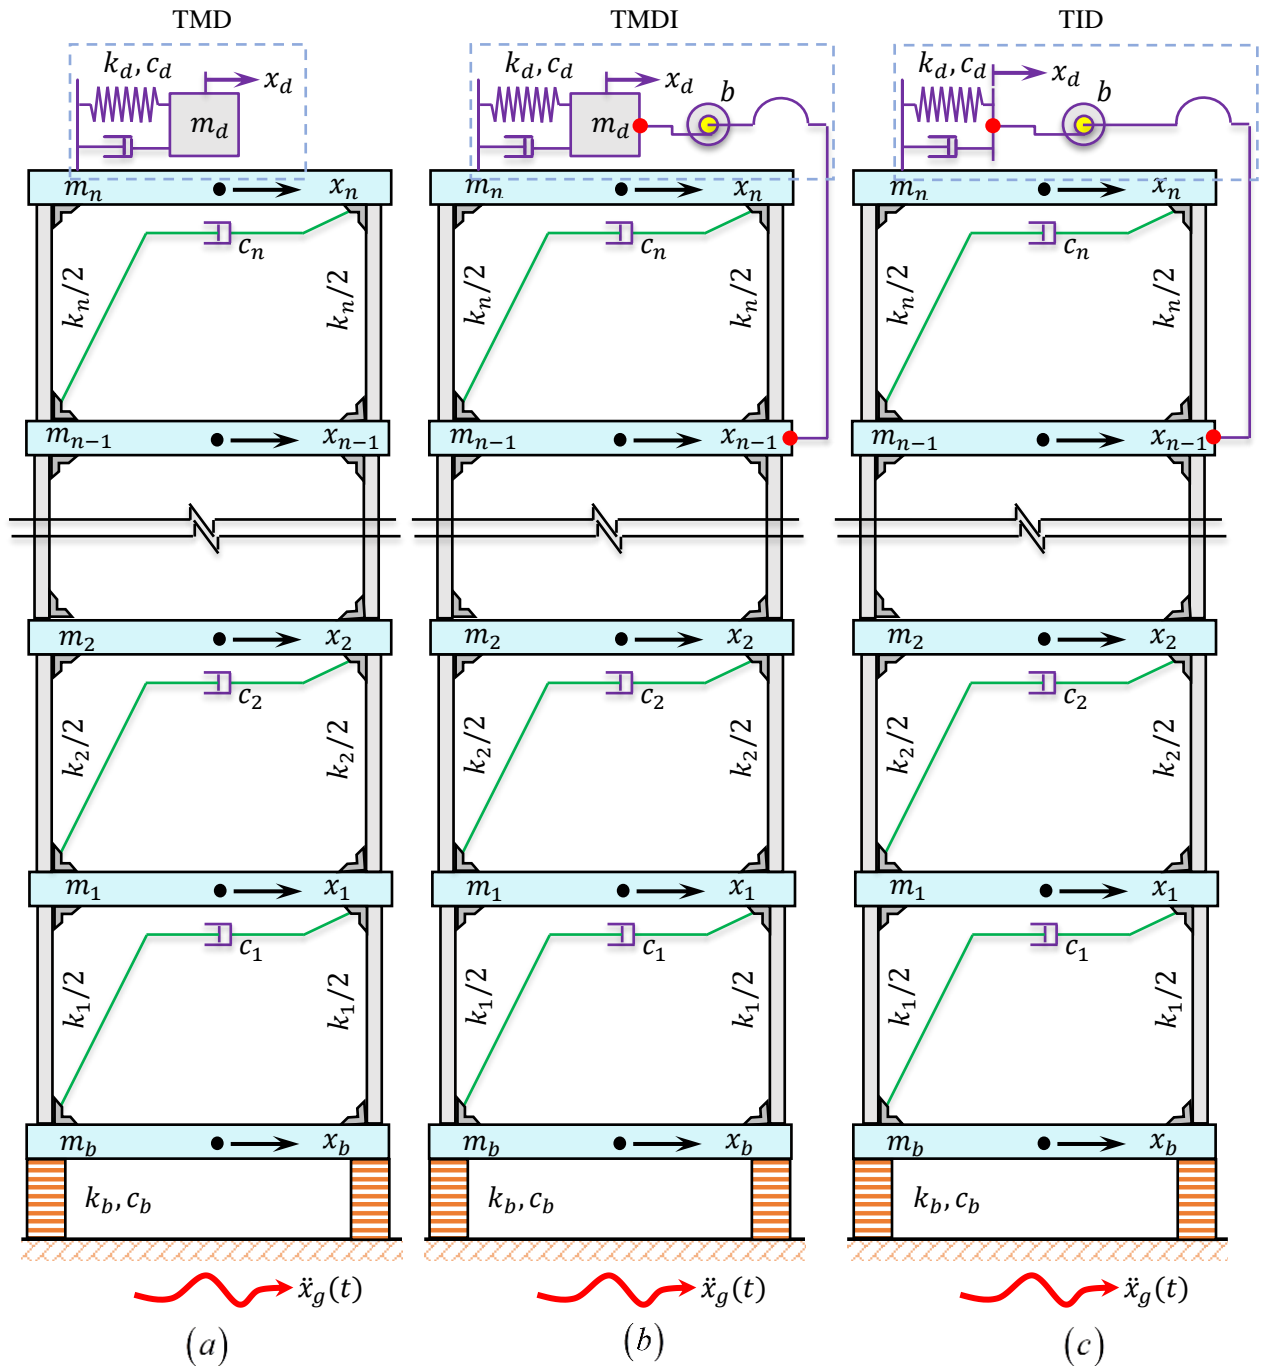 TMD
k_d, c_d
x_d
m_d
m_n
x_n
c_n
k_n/2
k_n/2
m_{n−1}
x_{n−1}
m_2
x_2
c_2
k_2/2
k_2/2
m_1
x_1
c_1
k_1/2
k_1/2
m_b
x_b
k_b, c_b
ẍ_g(t)
(a)
TMDI
k_d, c_d
x_d
b
m_d
m_n
x_n
c_n
k_n/2
k_n/2
m_{n−1}
x_{n−1}
m_2
x_2
c_2
k_2/2
k_2/2
m_1
x_1
c_1
k_1/2
k_1/2
m_b
x_b
k_b, c_b
ẍ_g(t)
(b)
TID
k_d, c_d
x_d
b
m_n
x_n
c_n
k_n/2
k_n/2
m_{n−1}
x_{n−1}
m_2
x_2
c_2
k_2/2
k_2/2
m_1
x_1
c_1
k_1/2
k_1/2
m_b
x_b
k_b, c_b
ẍ_g(t)
(c)